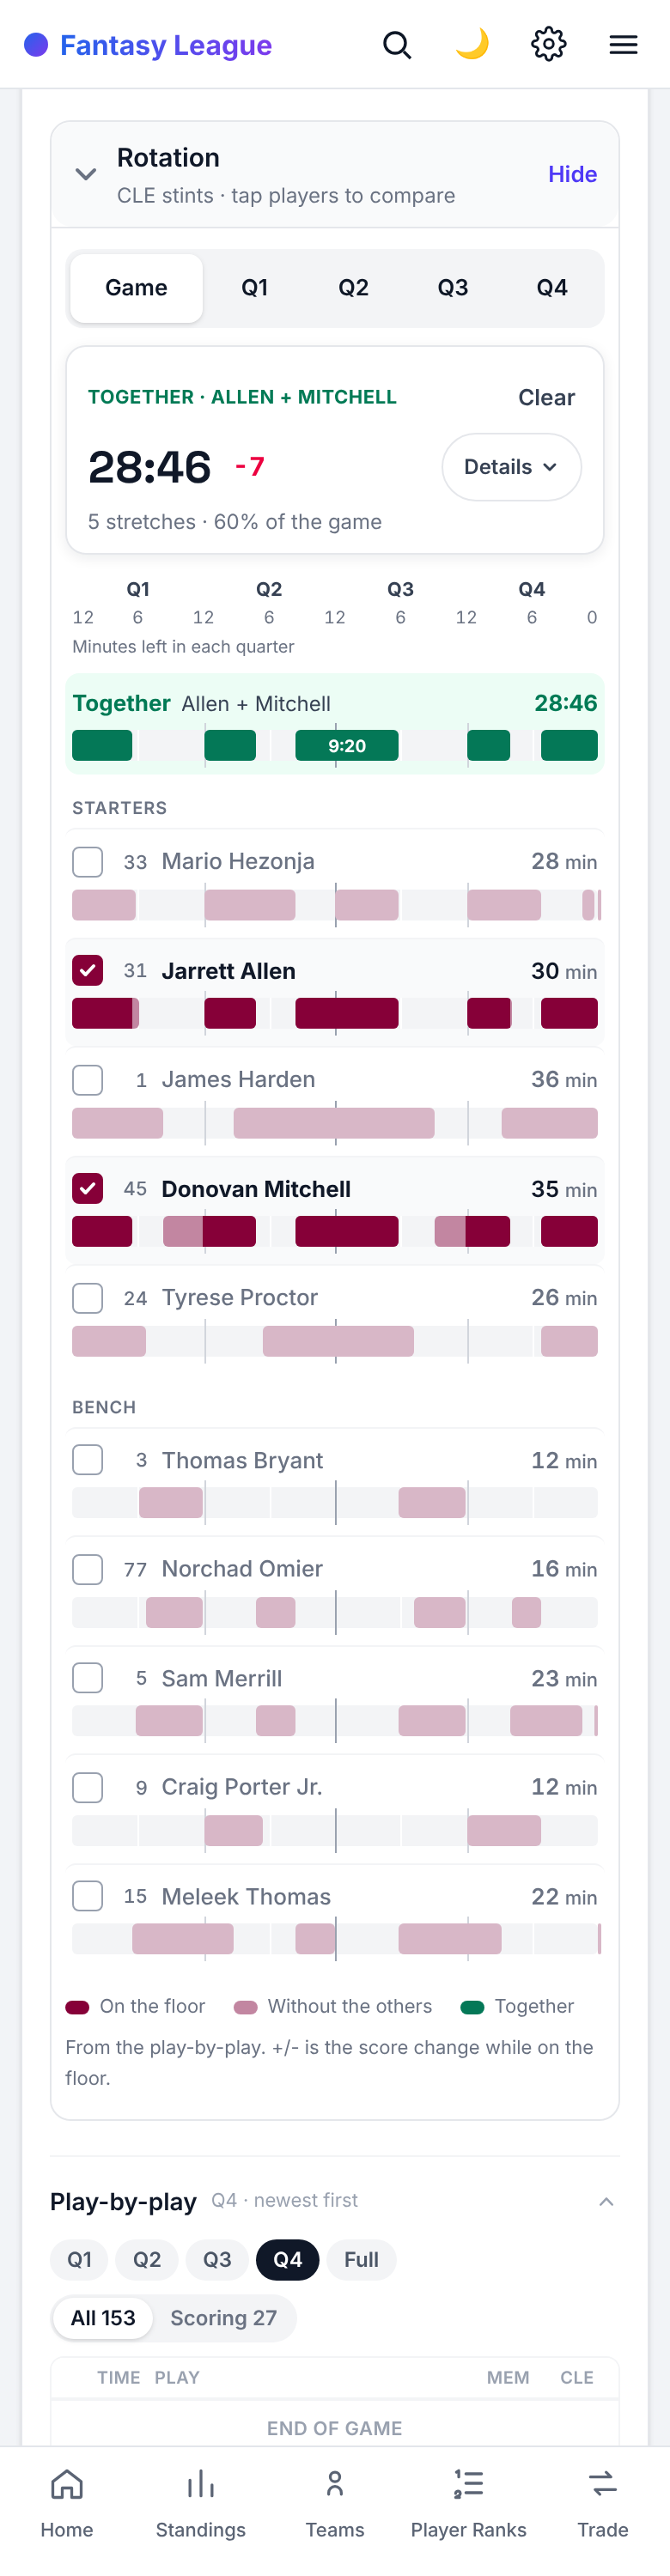 Fantasy League
Rotation
CLE stints · tap players to compare
Hide
Game Q1 Q2 Q3 Q4
TOGETHER · ALLEN + MITCHELL
Clear
28:46 -7
Details
5 stretches · 60% of the game
Q1 Q2 Q3 Q4
12 6 12 6 12 6 12 6 0
Minutes left in each quarter
Together Allen + Mitchell 28:46
9:20
STARTERS
33 Mario Hezonja 28 min
31 Jarrett Allen 30 min
1 James Harden 36 min
45 Donovan Mitchell 35 min
24 Tyrese Proctor 26 min
BENCH
3 Thomas Bryant 12 min
77 Norchad Omier 16 min
5 Sam Merrill 23 min
9 Craig Porter Jr. 12 min
15 Meleek Thomas 22 min
On the floor Without the others Together
From the play-by-play. +/- is the score change while on the
floor.
Play-by-play Q4 · newest first
Q1 Q2 Q3 Q4 Full
All 153 Scoring 27
TIME PLAY MEM CLE
END OF GAME
Home Standings Teams Player Ranks Trade